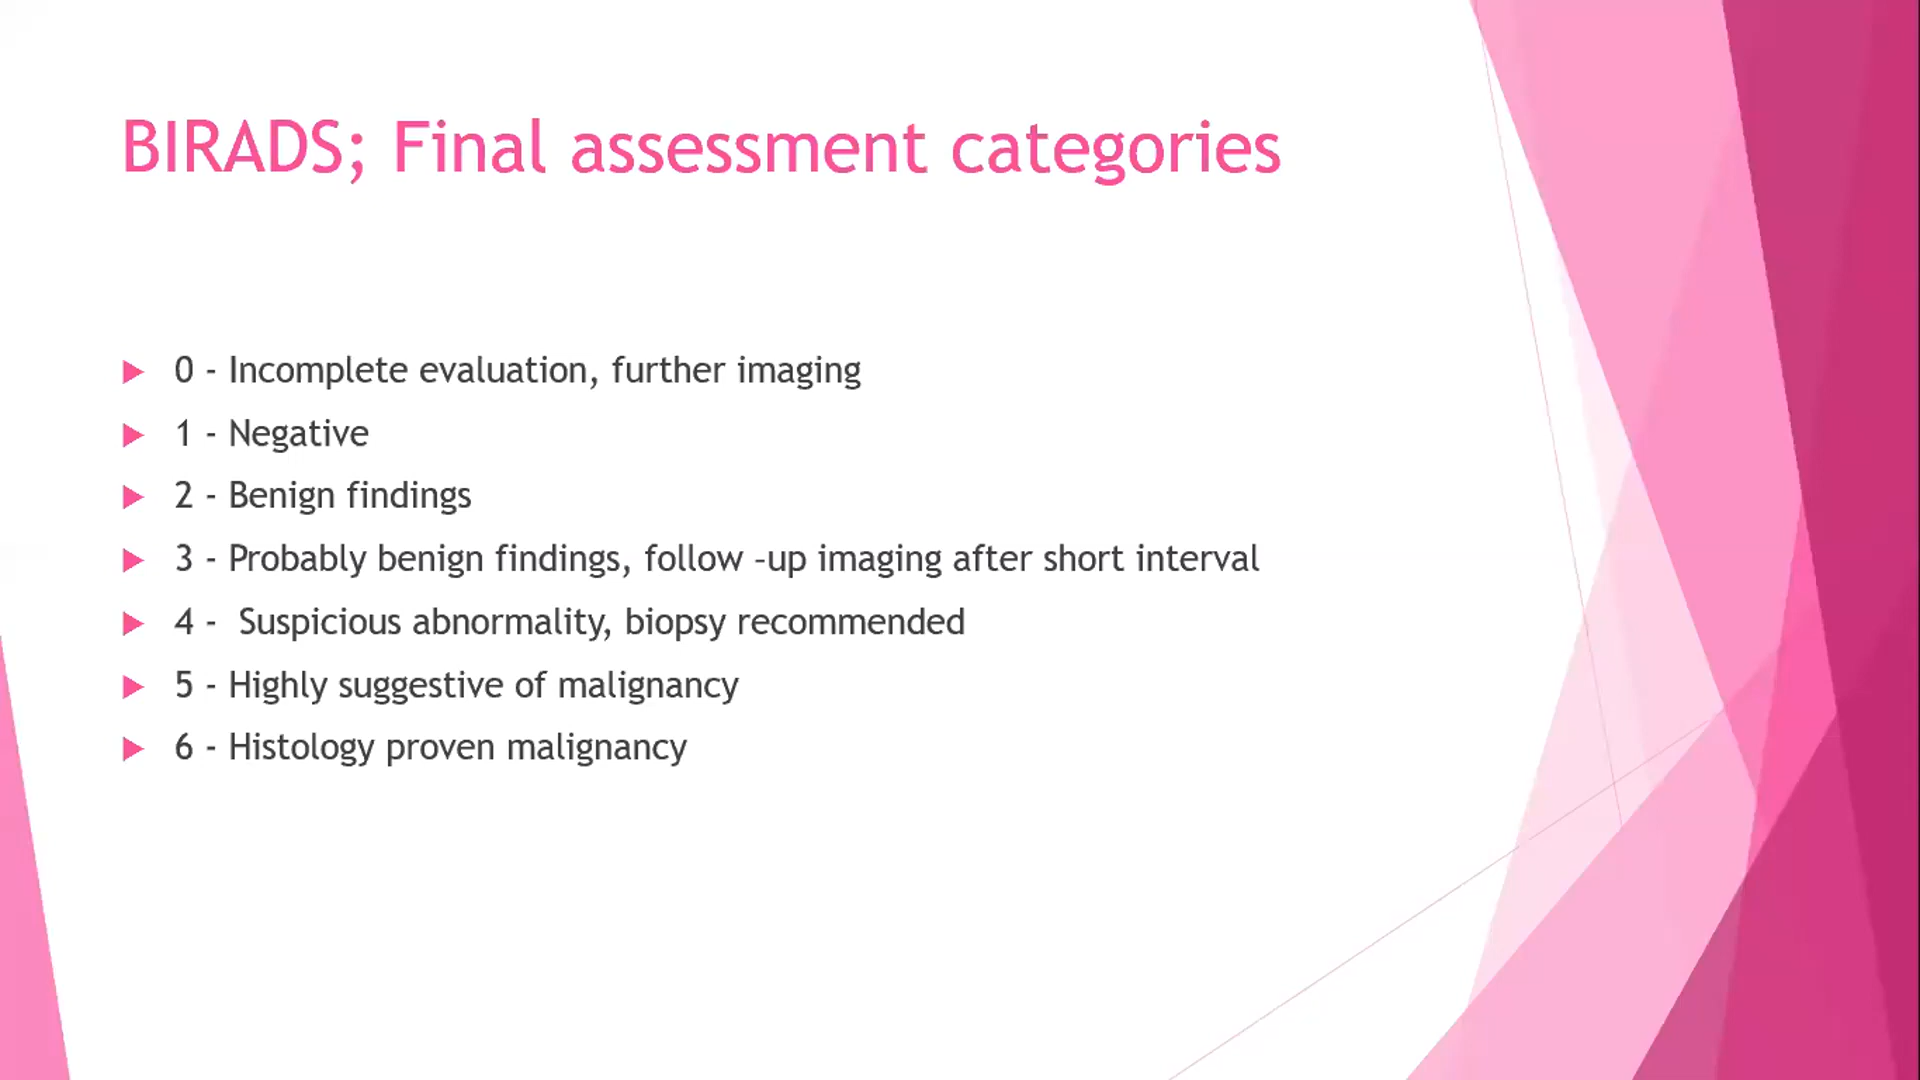 BIRADS; Final assessment categories
0 - Incomplete evaluation, further imaging
1 - Negative
2 - Benign findings
3 - Probably benign findings, follow -up imaging after short interval
4 -  Suspicious abnormality, biopsy recommended
5 - Highly suggestive of malignancy
6 - Histology proven malignancy